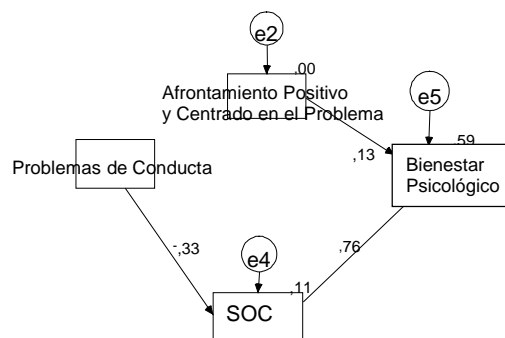 e2
,00
Afrontamiento Positivo
y Centrado en el Problema
e5
,59
,13
Bienestar
Psicológico
Problemas de Conducta
-,33
e4
,76
,11
SOC